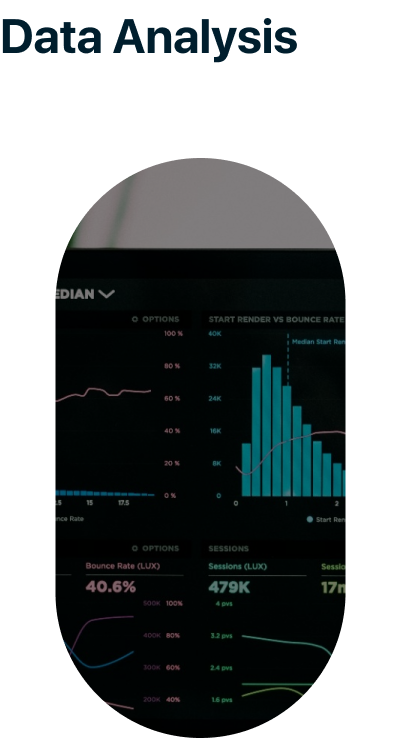 Data Analysis
EDIAN
OPTIONS
START RENDER VS BOUNCE RATE
100 %
40K
Median Start Ren
80 %
32K
60 %
24K
40 %
16K
20 %
8K
0 %
0
.5 15 17.5
0 1 2
nce Rate
Start Ren
OPTIONS
SESSIONS
Bounce Rate (LUX)
Sessions (LUX)
Sessio
40.6%
479K
17m
500K 100%
4 pvs
400K 80%
3.2 pvs
300K 60%
2.4 pvs
200K 40%
1.6 pvs